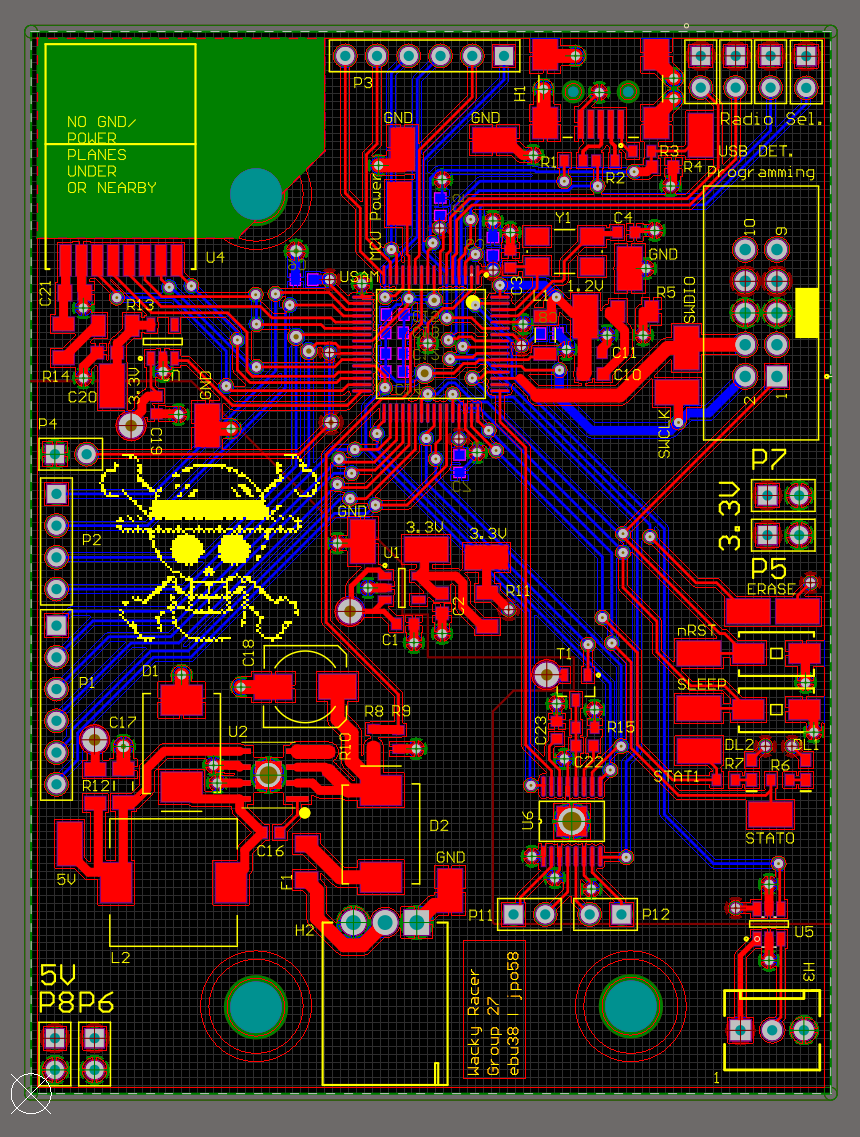 P3
H1
Radio Sel.
NO GND/
POWER
PLANES
UNDER
OR NEARBY
GND
GND
R1
R2
R3
R4
USB DET.
Programming
MCU Power
Y1
C4
U4
USAM
C3
GND
10
9
C21
R13
1.2V
L1
C8
R5
SWDIO
R14
C20
3.3V
GND
C11
C10
2
1
P4
C19
SWCLK
P7
3.3V
P2
GND
3.3V
3.3V
U1
P5
R11
ERASE
C2
C1
nRST
P1
D1
C18
T1
SLEEP
C17
U2
R8
R9
R10
C23
R15
C22
DL2
DL1
R7
R6
STAT1
R12
U6
D2
STAT0
C16
5V
F1
GND
P11
P12
H2
U5
L2
H3
5V
P8P6
Wacky Racer
Group 27
ebu38 | jpo58
1